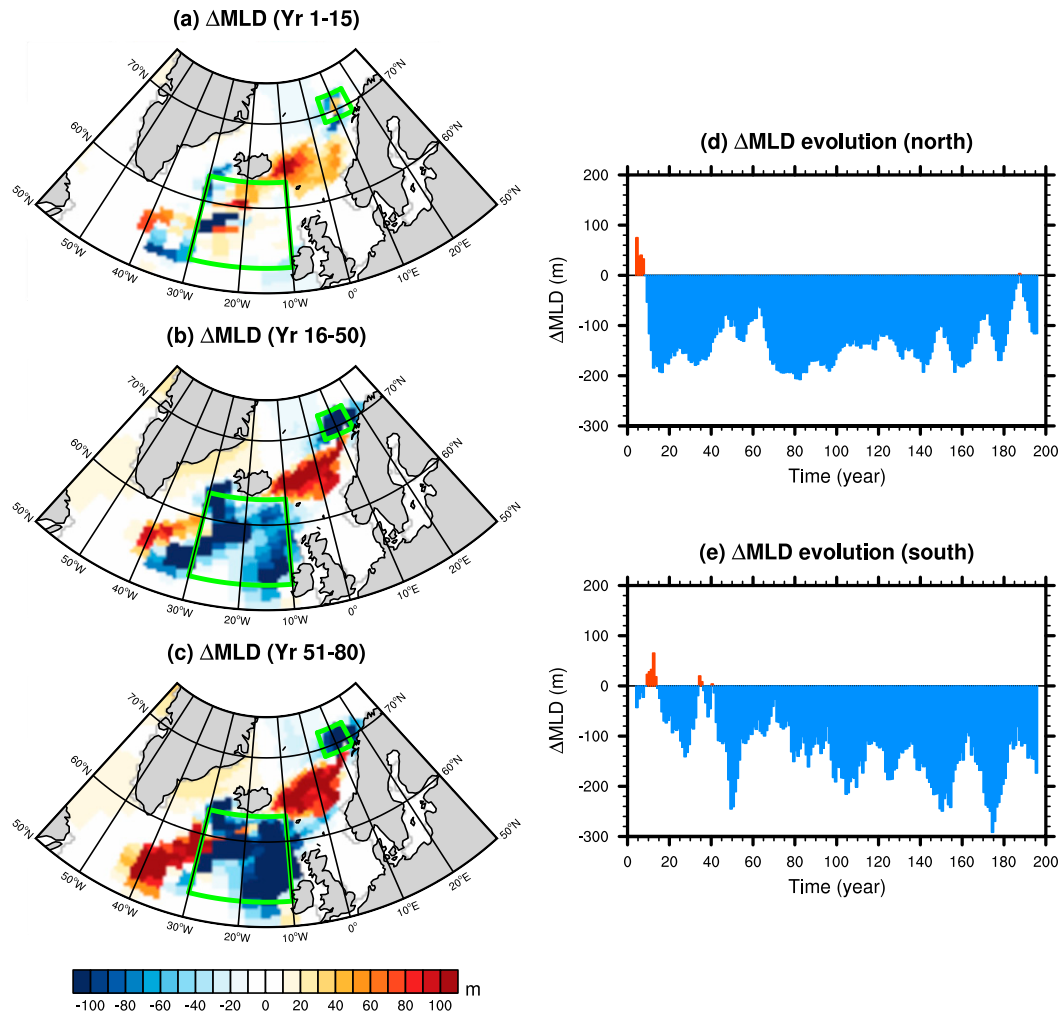 (a) ΔMLD (Yr 1-15)
70°N
60°N
50°N
60°N
50°N
50°W
40°W
30°W
20°W
10°W
0°
10°E
20°E
(b) ΔMLD (Yr 16-50)
70°N
60°N
50°N
60°N
50°N
50°W
40°W
30°W
20°W
10°W
0°
10°E
20°E
(c) ΔMLD (Yr 51-80)
70°N
60°N
50°N
60°N
50°N
50°W
40°W
30°W
20°W
10°W
0°
10°E
20°E
-100 -80 -60 -40 -20 0 20 40 60 80 100 m
(d) ΔMLD evolution (north)
200
100
0
-100
-200
-300
ΔMLD (m)
0 20 40 60 80 100 120 140 160 180 200
Time (year)
(e) ΔMLD evolution (south)
200
100
0
-100
-200
-300
ΔMLD (m)
0 20 40 60 80 100 120 140 160 180 200
Time (year)